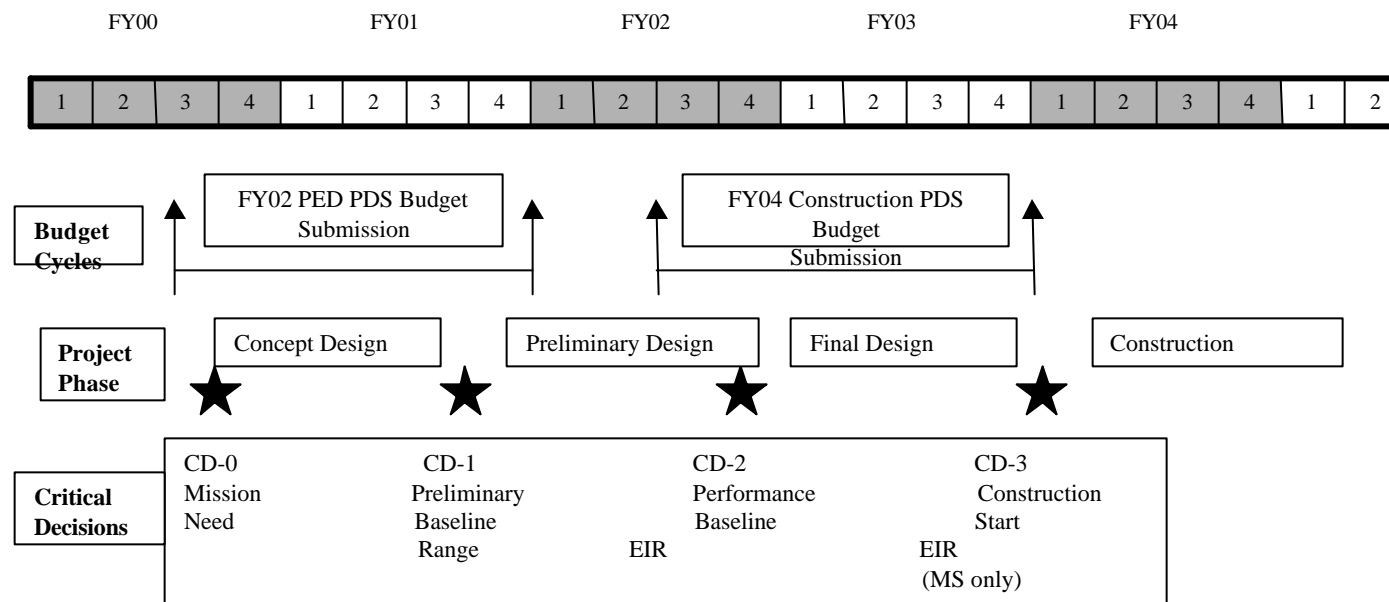 FY00 FY01 FY02 FY03 FY04
1 2 3 4 1 2 3 4 1 2 3 4 1 2 3 4 1 2 3 4 1 2
Budget
Cycles
FY02 PED PDS Budget
Submission
FY04 Construction PDS
Budget
Submission
Project
Phase
Concept Design
Preliminary Design
Final Design
Construction
Critical
Decisions
CD-0
Mission
Need
CD-1
Preliminary
Baseline
Range
EIR
CD-2
Performance
Baseline
CD-3
Construction
Start
EIR
(MS only)